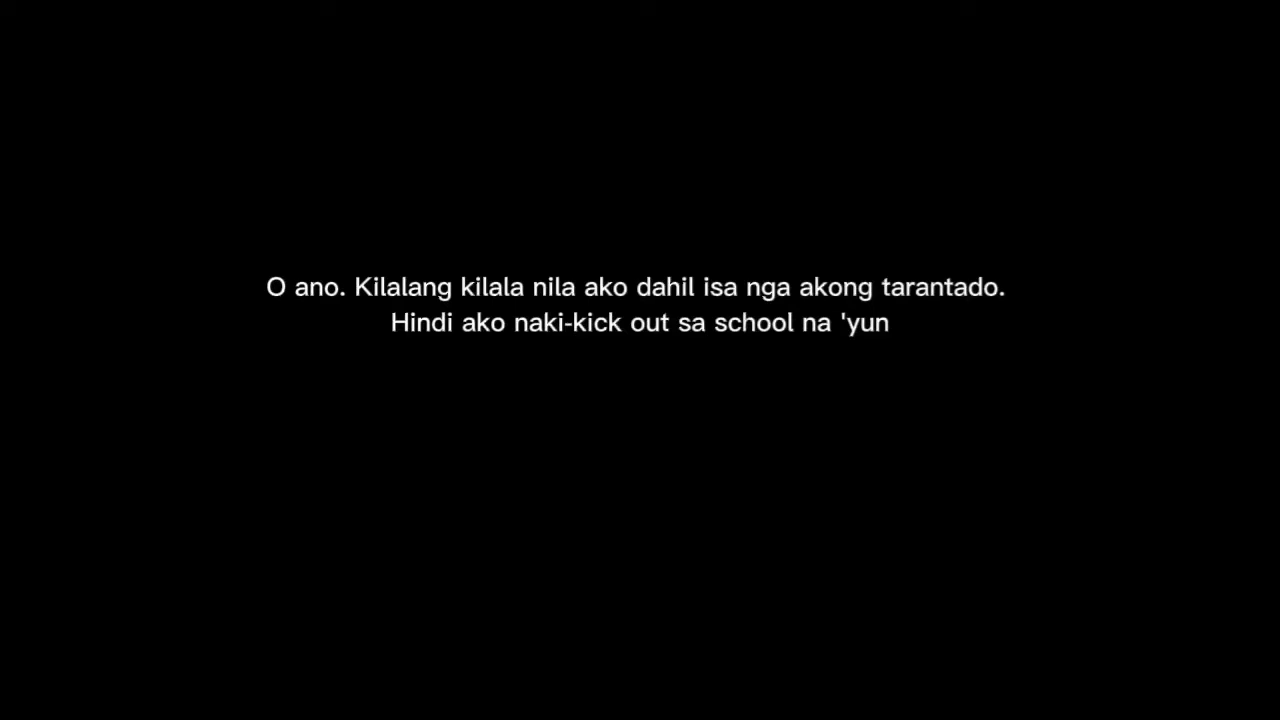 O ano. Kilalang kilala nila ako dahil isa nga akong tarantado.
Hindi ako naki-kick out sa school na 'yun